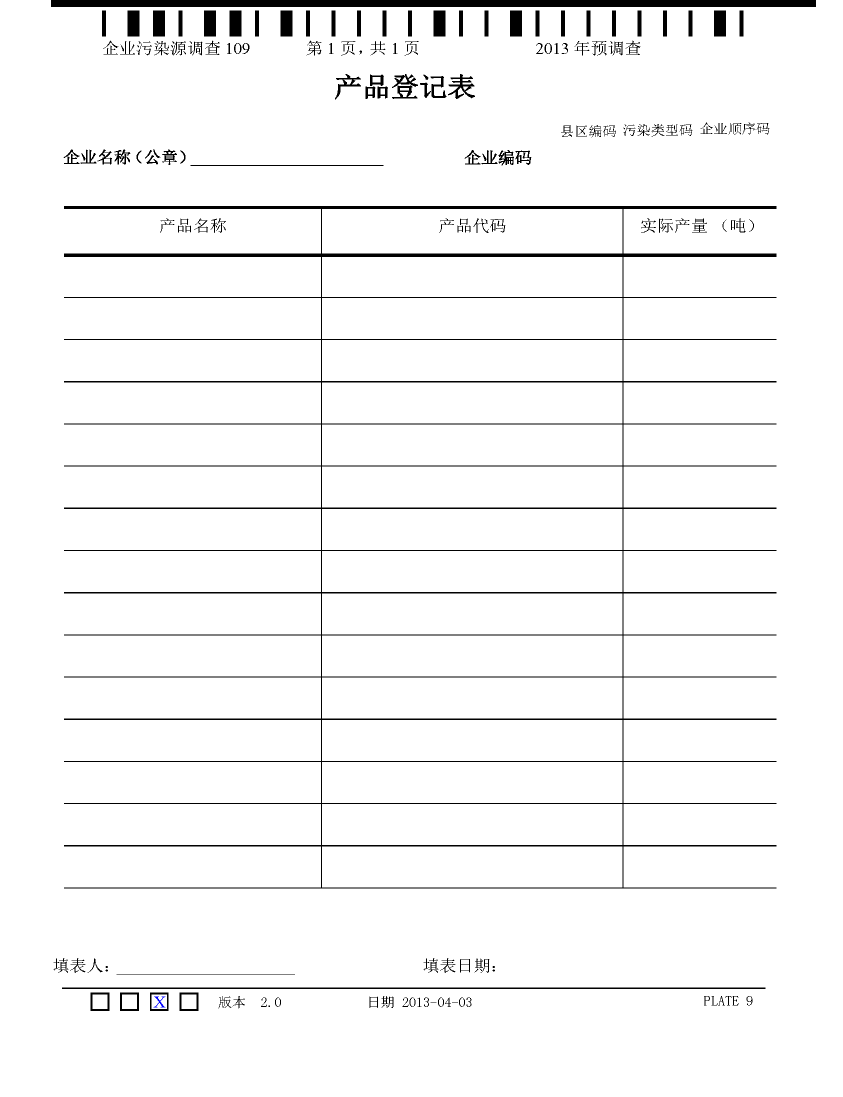 企业污染源调查 109 第 1 页, 共 1 页 2013 年预调查
产品登记表
县区编码 污染类型码 企业顺序码
企业名称（公章）____________________ 企业编码
产品名称 产品代码 实际产量 （吨）
填表人：____________________ 填表日期：
X 版本 2.0 日期 2013-04-03 PLATE 9